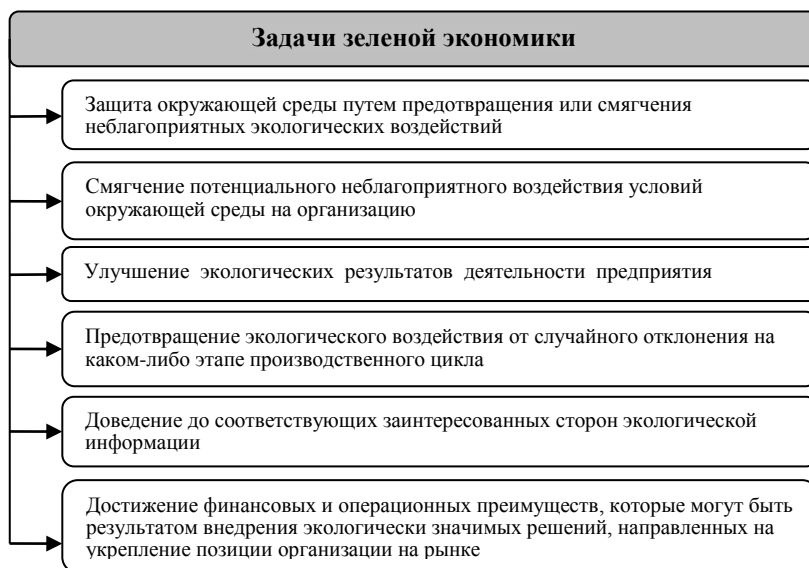 Задачи зеленой экономики
Защита окружающей среды путем предотвращения или смягчения
неблагоприятных экологических воздействий
Смягчение потенциального неблагоприятного воздействия условий
окружающей среды на организацию
Улучшение экологических результатов деятельности предприятия
Предотвращение экологического воздействия от случайного отклонения на
каком-либо этапе производственного цикла
Доведение до соответствующих заинтересованных сторон экологической
информации
Достижение финансовых и операционных преимуществ, которые могут быть
результатом внедрения экологически значимых решений, направленных на
укрепление позиции организации на рынке